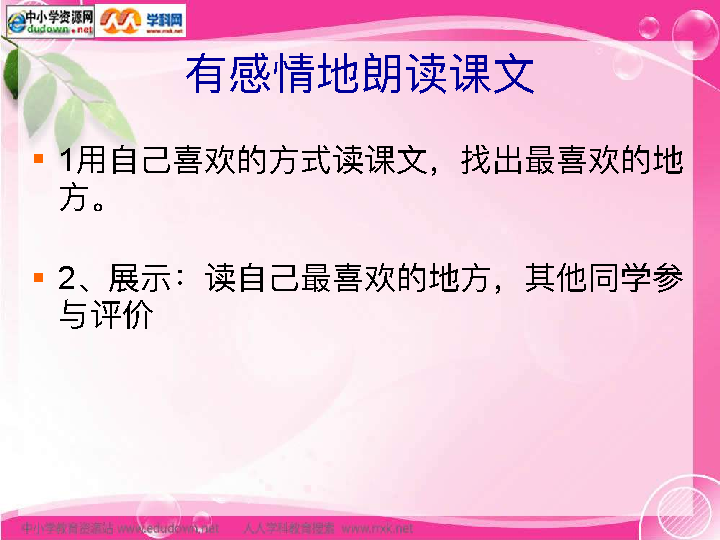 中小学资源网
dudown.net
学科网
www.nxk.net
有感情地朗读课文
1用自己喜欢的方式读课文，找出最喜欢的地
方。
2、展示：读自己最喜欢的地方，其他同学参
与评价
中小学教育资源站 www.edudown.net 人人学科教育搜索 www.rrxk.net